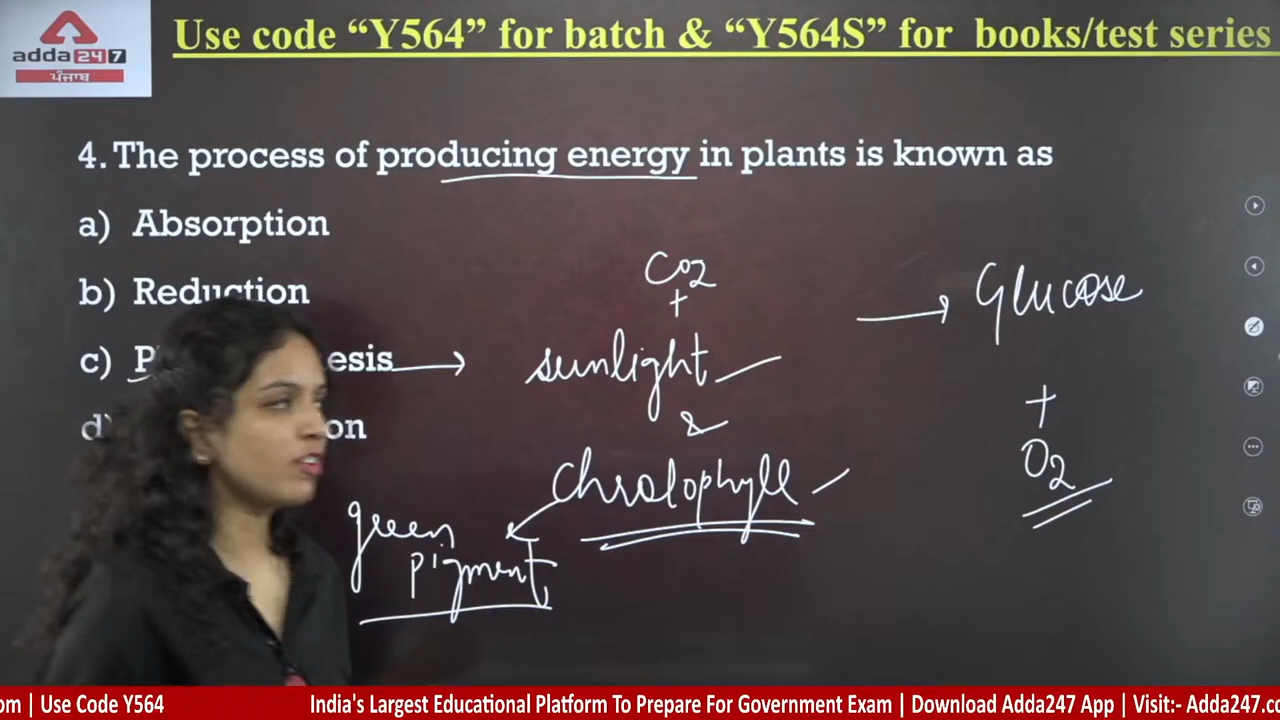 Use code “Y564” for batch & “Y564S” for books/test series
adda247
ਪੰਜਾਬ
4. The process of producing energy in plants is known as
a) Absorption
b) Reduction
CO2
+
Glucose
c) P esis
sunlight
&
+
d) on
O2
chrolophyll
green
pigment
om | Use Code Y564
India's Largest Educational Platform To Prepare For Government Exam | Download Adda247 App | Visit:- Adda247.co